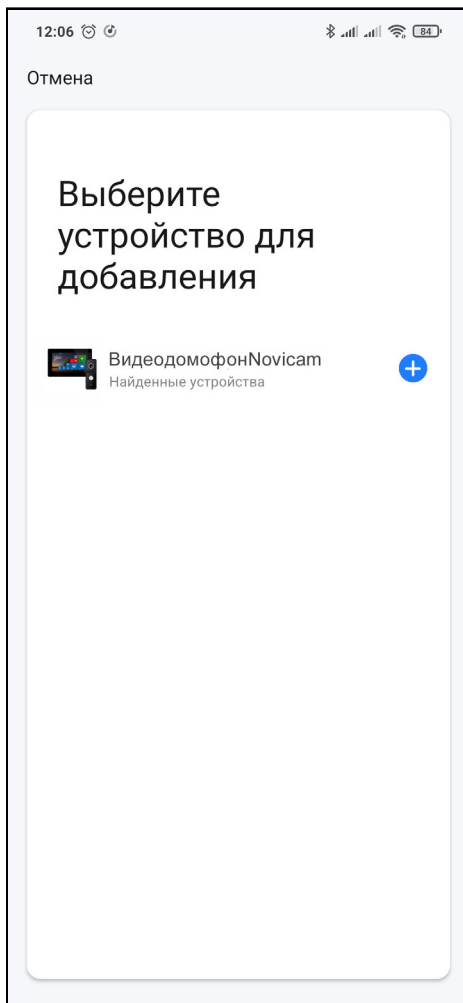 12:06
84
Отмена
Выберите
устройство для
добавления
ВидеодомофонNovicam
Найденные устройства